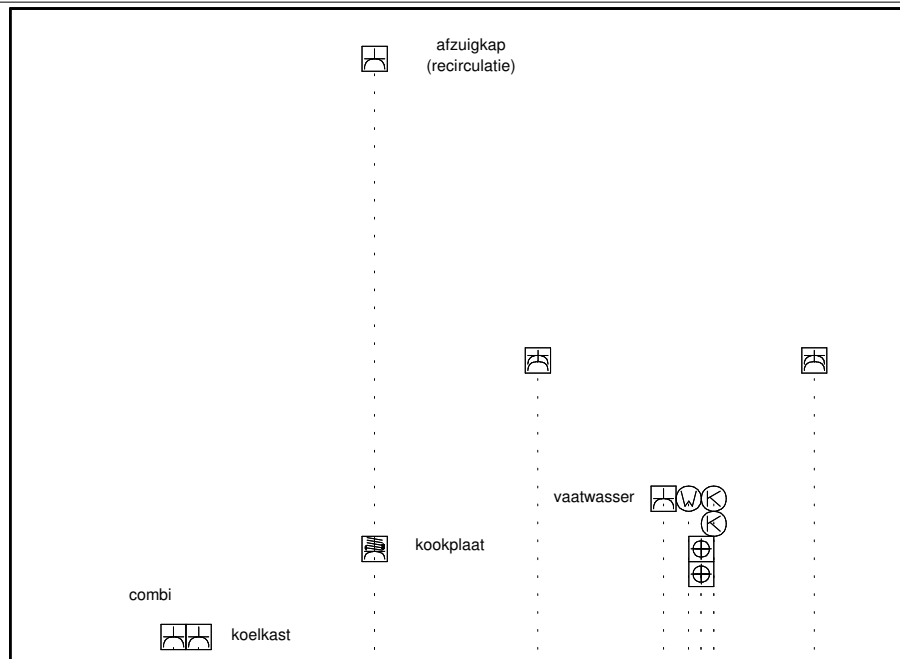 afzuigkap
(recirculatie)
vaatwasser W K
K
kookplaat
combi
koelkast